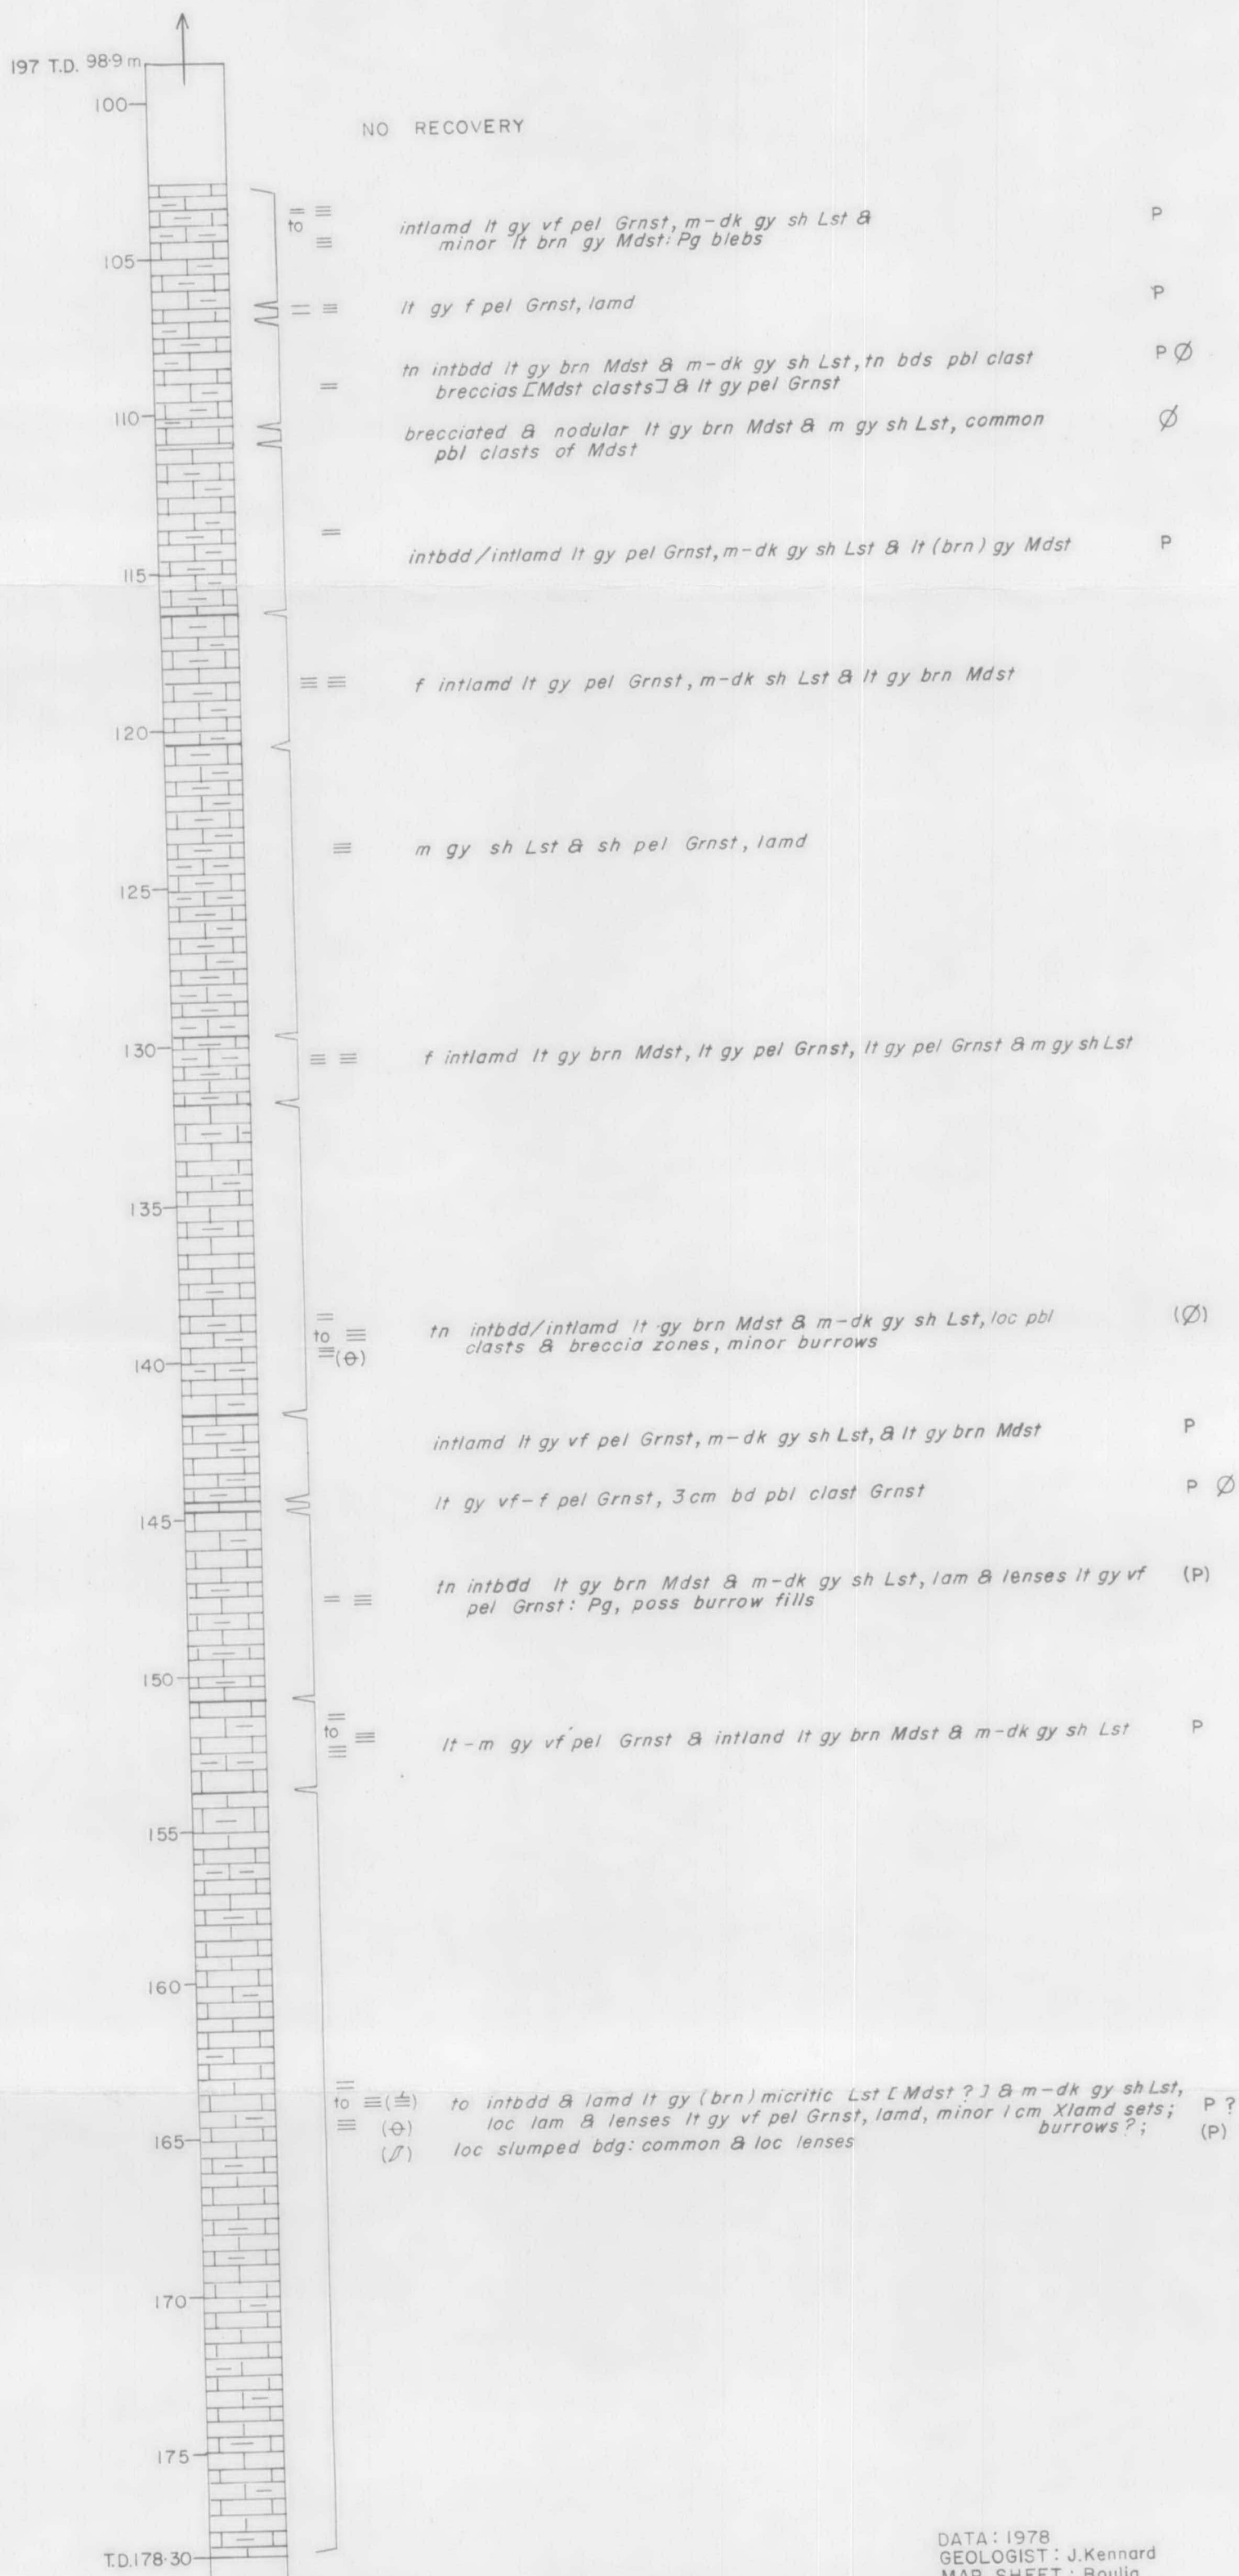 197 T.D. 98·9 m
100
NO RECOVERY
= ≡
to
≡
intlamd lt gy vf pel Grnst, m-dk gy sh Lst &
minor lt brn gy Mdst: Pg blebs
P
105
= ≡
lt gy f pel Grnst, lamd
P
tn intbdd lt gy brn Mdst & m-dk gy sh Lst, tn bds pbl clast
=
breccias [Mdst clasts] & lt gy pel Grnst
P Ø
110
brecciated & nodular lt gy brn Mdst & m gy sh Lst, common
pbl clasts of Mdst
Ø
=
intbdd/intlamd lt gy pel Grnst, m-dk gy sh Lst & lt (brn) gy Mdst
P
115
≡ ≡
f intlamd lt gy pel Grnst, m-dk sh Lst & lt gy brn Mdst
120
≡
m gy sh Lst & sh pel Grnst, lamd
125
130
≡ ≡
f intlamd lt gy brn Mdst, lt gy pel Grnst, lt gy pel Grnst & m gy sh Lst
135
=
to ≡
≡(Ɵ)
tn intbdd/intlamd lt gy brn Mdst & m-dk gy sh Lst, loc pbl
clasts & breccia zones, minor burrows
(Ø)
140
intlamd lt gy vf pel Grnst, m-dk gy sh Lst, & lt gy brn Mdst
P
lt gy vf-f pel Grnst, 3cm bd pbl clast Grnst
P Ø
145
= ≡
tn intbdd lt gy brn Mdst & m-dk gy sh Lst, lam & lenses lt gy vf
pel Grnst: Pg, poss burrow fills
(P)
150
=
to ≡
≡
lt-m gy vf pel Grnst & intland lt gy brn Mdst & m-dk gy sh Lst
P
155
160
=
to ≡(≐)
≡ (Ɵ)
to intbdd & lamd lt gy (brn) micritic Lst [Mdst ?] & m-dk gy sh Lst,
P ?
loc lam & lenses lt gy vf pel Grnst, lamd, minor 1cm Xlamd sets;
burrows?;
(P)
165
loc slumped bdg: common & loc lenses
170
175
T.D.178·30
DATA: 1978
GEOLOGIST: J.Kennard
MAP SHEET: Boulia